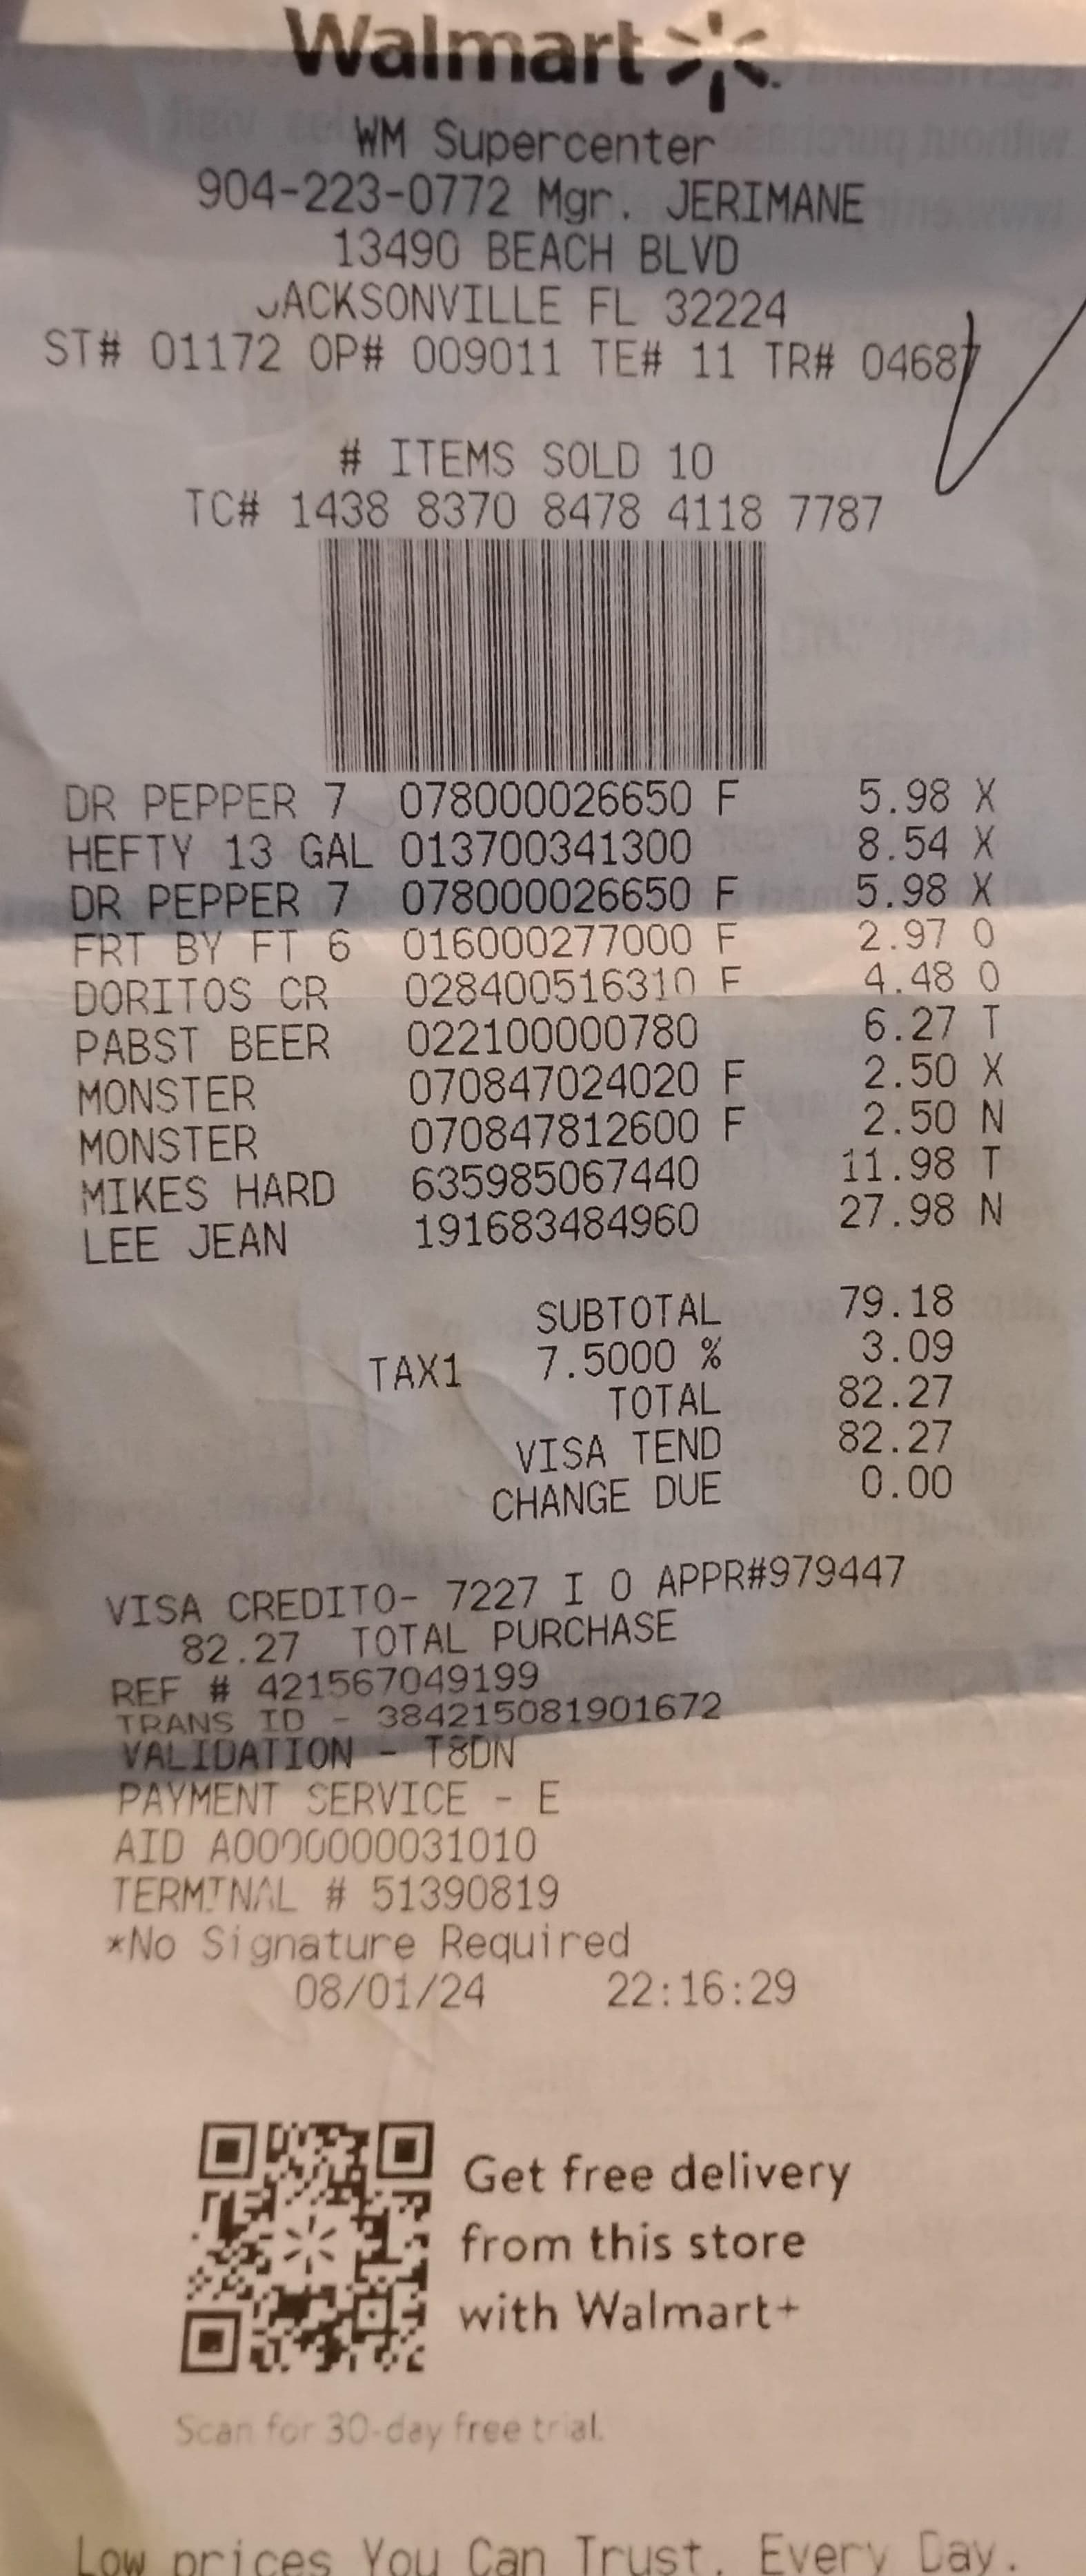 Walmart
WM Supercenter
904-223-0772 Mgr. JERIMANE
13490 BEACH BLVD
JACKSONVILLE FL 32224
ST# 01172 OP# 009011 TE# 11 TR# 04687
# ITEMS SOLD 10
TC# 1438 8370 8478 4118 7787
DR PEPPER 7 078000026650 F 5.98 X
HEFTY 13 GAL 013700341300 8.54 X
DR PEPPER 7 078000026650 F 5.98 X
FRT BY FT 6 016000277000 F 2.97 O
DORITOS CR 028400516310 F 4.48 O
PABST BEER 022100000780 6.27 T
MONSTER 070847024020 F 2.50 X
MONSTER 070847812600 F 2.50 N
MIKES HARD 635985067440 11.98 T
LEE JEAN 191683484960 27.98 N
SUBTOTAL 79.18
TAX1 7.5000 % 3.09
TOTAL 82.27
VISA TEND 82.27
CHANGE DUE 0.00
VISA CREDITO- 7227 I 0 APPR#979447
82.27 TOTAL PURCHASE
REF # 421567049199
TRANS ID - 384215081901672
VALIDATION - T8DN
PAYMENT SERVICE - E
AID A0000000031010
TERMINAL # 51390819
*No Signature Required
08/01/24 22:16:29
Get free delivery
from this store
with Walmart+
Scan for 30-day free trial.
Low prices You Can Trust. Every Day.